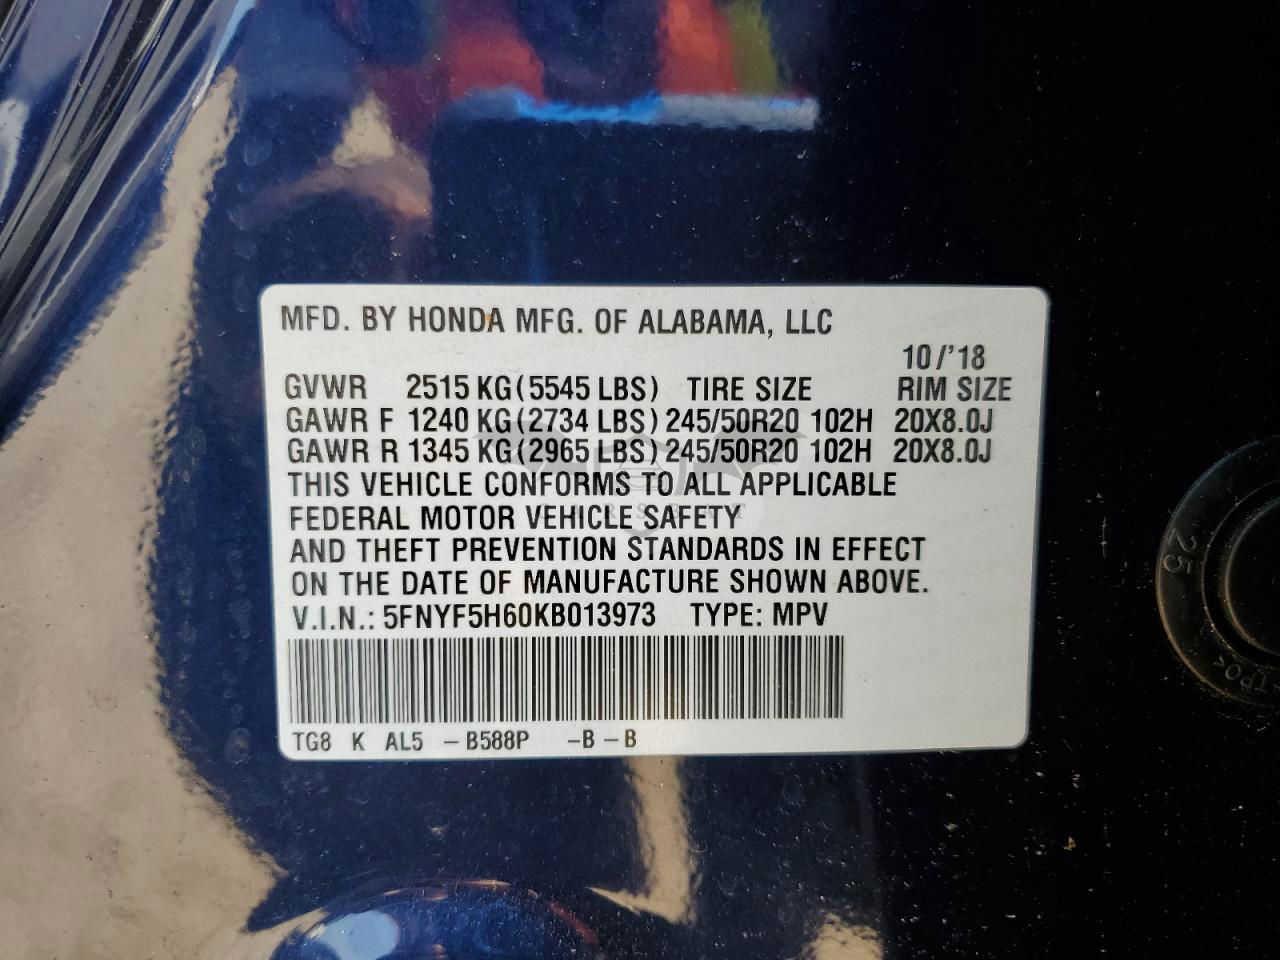 MFD. BY HONDA MFG. OF ALABAMA, LLC
10/'18
GVWR 2515 KG(5545 LBS) TIRE SIZE RIM SIZE
GAWR F 1240 KG(2734 LBS) 245/50R20 102H 20X8.0J
GAWR R 1345 KG(2965 LBS) 245/50R20 102H 20X8.0J
THIS VEHICLE CONFORMS TO ALL APPLICABLE
FEDERAL MOTOR VEHICLE SAFETY
AND THEFT PREVENTION STANDARDS IN EFFECT
ON THE DATE OF MANUFACTURE SHOWN ABOVE.
V.I.N.: 5FNYF5H60KB013973 TYPE: MPV
TG8 K AL5 -B588P -B-B
25